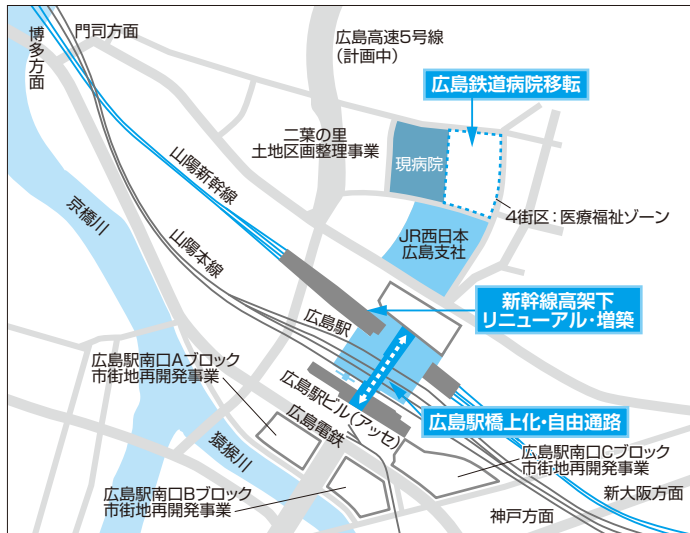 門司方面
博多方面
広島高速5号線
(計画中)
広島鉄道病院移転
二葉の里
土地区画整理事業
現病院
山陽新幹線
4街区：医療福祉ゾーン
京橋川
JR西日本
広島支社
山陽本線
新幹線高架下
リニューアル・増築
広島駅
広島駅南口Aブロック
市街地再開発事業
広島駅ビル(アッセ)
広島電鉄
広島駅橋上化・自由通路
猿猴川
広島駅南口Cブロック
市街地再開発事業
広島駅南口Bブロック
市街地再開発事業
新大阪方面
神戸方面